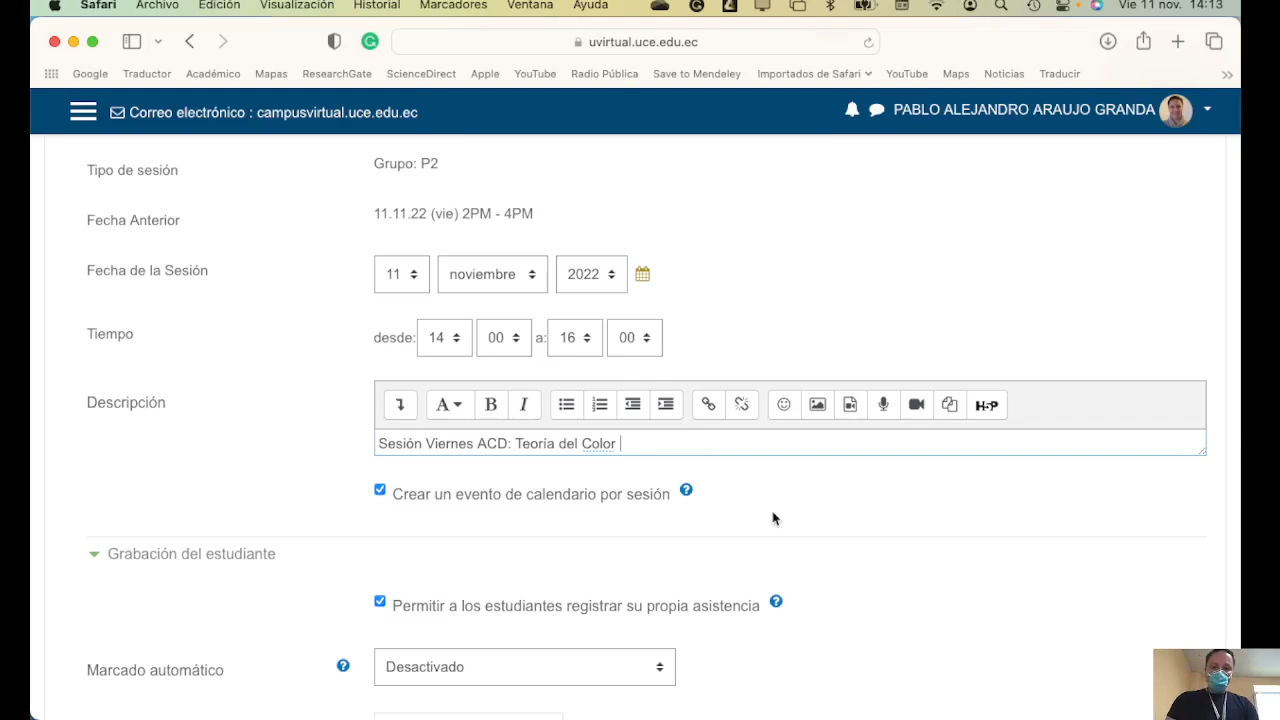 Safari Archivo Edición Visualización Historial Marcadores Ventana Ayuda Vie 11 nov. 14:13
uvirtual.uce.edu.ec
Google Traductor Académico Mapas ResearchGate ScienceDirect Apple YouTube Radio Pública Save to Mendeley Importados de Safari YouTube Maps Noticias Traducir
Correo electrónico : campusvirtual.uce.edu.ec PABLO ALEJANDRO ARAUJO GRANDA
Tipo de sesión Grupo: P2
Fecha Anterior 11.11.22 (vie) 2PM - 4PM
Fecha de la Sesión 11 noviembre 2022
Tiempo desde: 14 00 a: 16 00
Descripción
A B I H-P
Sesión Viernes ACD: Teoría del Color
Crear un evento de calendario por sesión
Grabación del estudiante
Permitir a los estudiantes registrar su propia asistencia
Marcado automático Desactivado